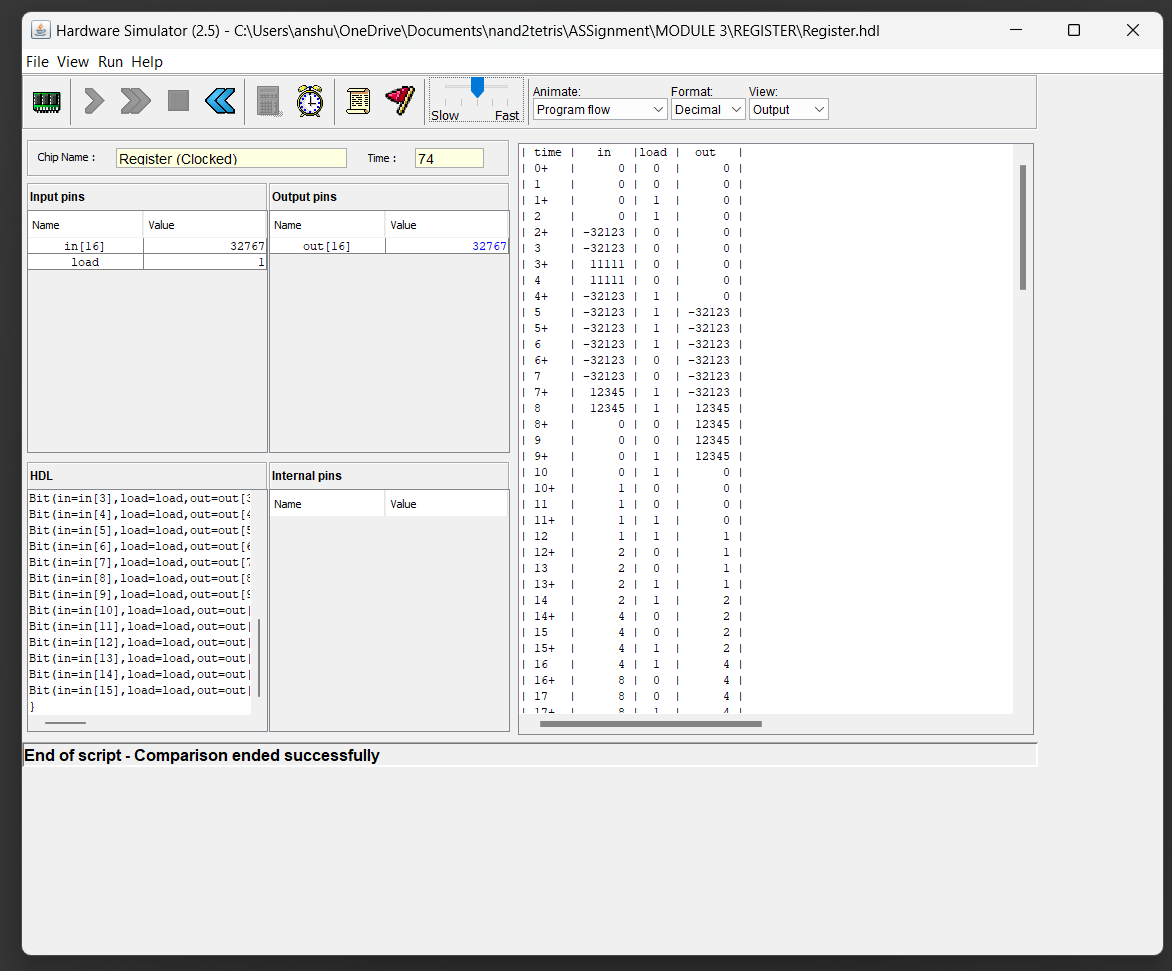 Hardware Simulator (2.5) - C:\Users\anshu\OneDrive\Documents\nand2tetris\ASSignment\MODULE 3\REGISTER\Register.hdl
File View Run Help
Slow Fast
Animate: Format: View:
Program flow Decimal Output
Chip Name : Register (Clocked) Time : 74
Input pins Output pins
Name Value Name Value
in[16] 32767 out[16] 32767
load 1
HDL Internal pins
Name Value
Bit(in=in[3],load=load,out=out[3
Bit(in=in[4],load=load,out=out[4
Bit(in=in[5],load=load,out=out[5
Bit(in=in[6],load=load,out=out[6
Bit(in=in[7],load=load,out=out[7
Bit(in=in[8],load=load,out=out[8
Bit(in=in[9],load=load,out=out[9
Bit(in=in[10],load=load,out=out[
Bit(in=in[11],load=load,out=out[
Bit(in=in[12],load=load,out=out[
Bit(in=in[13],load=load,out=out[
Bit(in=in[14],load=load,out=out[
Bit(in=in[15],load=load,out=out[
}
| time | in |load | out |
| 0+ | 0 | 0 | 0 |
| 1 | 0 | 0 | 0 |
| 1+ | 0 | 1 | 0 |
| 2 | 0 | 1 | 0 |
| 2+ | -32123 | 0 | 0 |
| 3 | -32123 | 0 | 0 |
| 3+ | 11111 | 0 | 0 |
| 4 | 11111 | 0 | 0 |
| 4+ | -32123 | 1 | 0 |
| 5 | -32123 | 1 | -32123 |
| 5+ | -32123 | 1 | -32123 |
| 6 | -32123 | 1 | -32123 |
| 6+ | -32123 | 0 | -32123 |
| 7 | -32123 | 0 | -32123 |
| 7+ | 12345 | 1 | -32123 |
| 8 | 12345 | 1 | 12345 |
| 8+ | 0 | 0 | 12345 |
| 9 | 0 | 0 | 12345 |
| 9+ | 0 | 1 | 12345 |
| 10 | 0 | 1 | 0 |
| 10+ | 1 | 0 | 0 |
| 11 | 1 | 0 | 0 |
| 11+ | 1 | 1 | 0 |
| 12 | 1 | 1 | 1 |
| 12+ | 2 | 0 | 1 |
| 13 | 2 | 0 | 1 |
| 13+ | 2 | 1 | 1 |
| 14 | 2 | 1 | 2 |
| 14+ | 4 | 0 | 2 |
| 15 | 4 | 0 | 2 |
| 15+ | 4 | 1 | 2 |
| 16 | 4 | 1 | 4 |
| 16+ | 8 | 0 | 4 |
| 17 | 8 | 0 | 4 |
| 17+ | 8 | 1 | 4 |
End of script - Comparison ended successfully